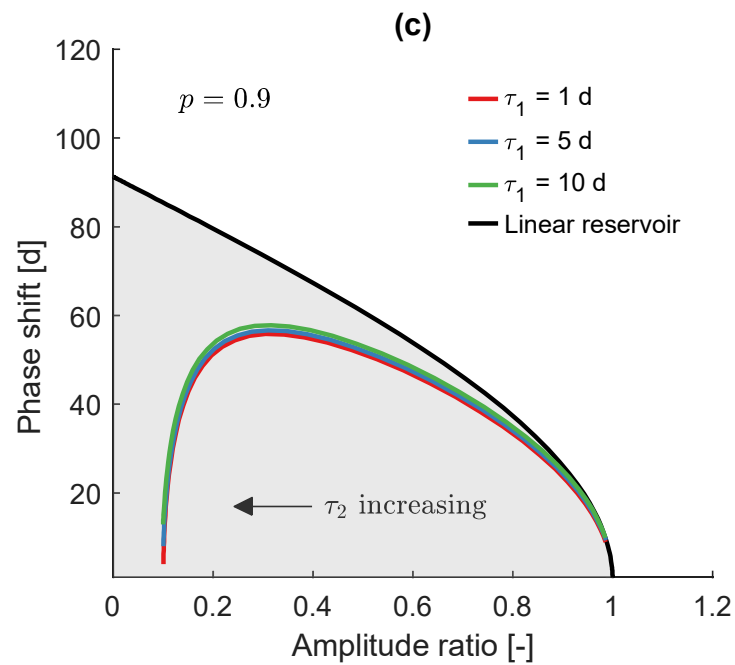 (c)
120
p = 0.9
τ1 = 1 d
τ1 = 5 d
τ1 = 10 d
Linear reservoir
100
80
60
40
20
Phase shift [d]
τ2 increasing
0
0.2
0.4
0.6
0.8
1
1.2
Amplitude ratio [-]